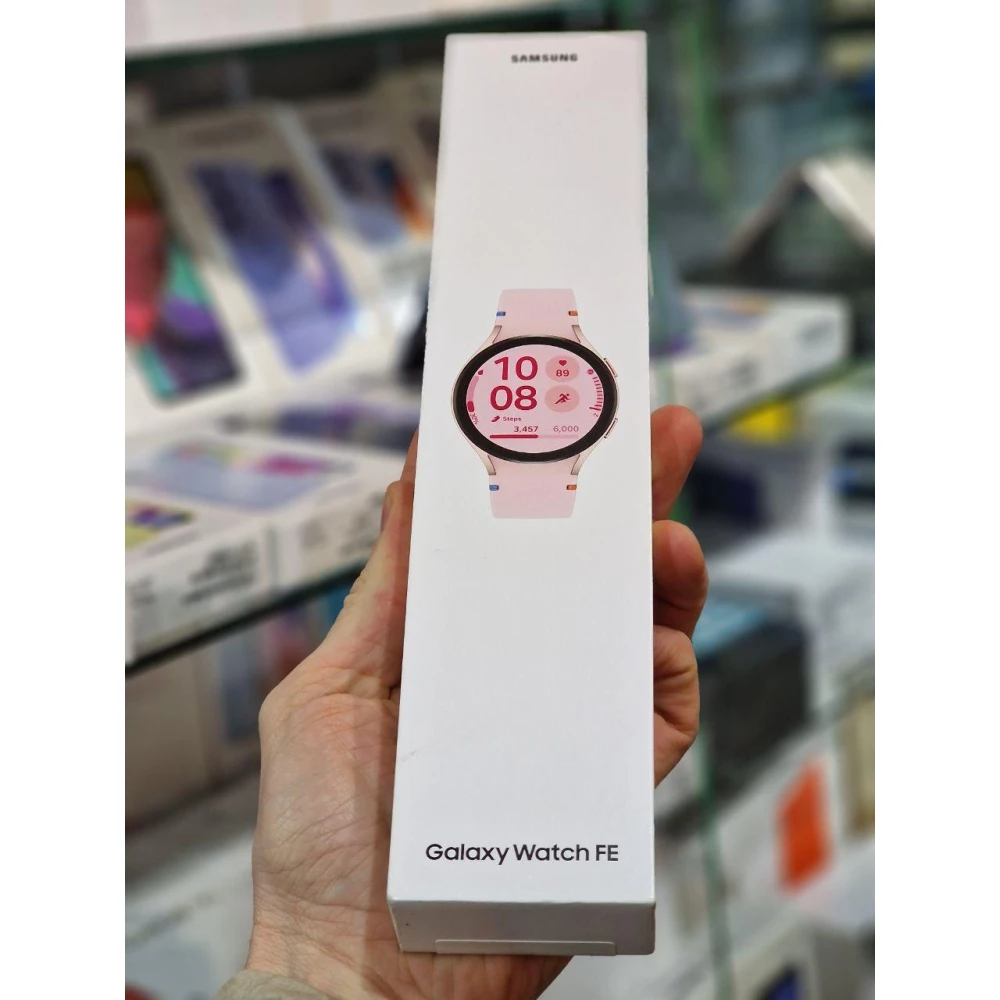 SAMSUNG
10
89
08
Steps
3,457 6,000
Galaxy Watch FE